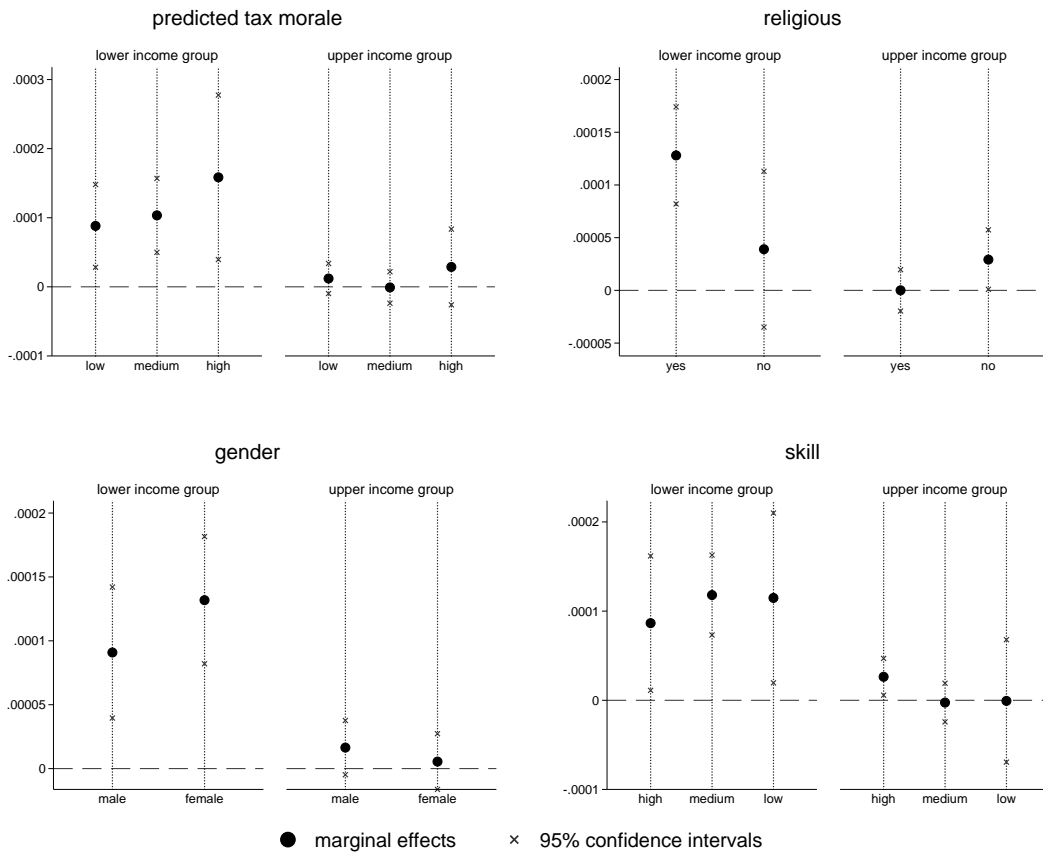 predicted tax morale
lower income group upper income group
.0003
.0002
.0001
0
-.0001
low medium high low medium high
religious
lower income group upper income group
.0002
.00015
.0001
.00005
0
-.00005
yes no yes no
gender
lower income group upper income group
.0002
.00015
.0001
.00005
0
male female male female
skill
lower income group upper income group
.0002
.0001
0
-.0001
high medium low high medium low
marginal effects 95% confidence intervals